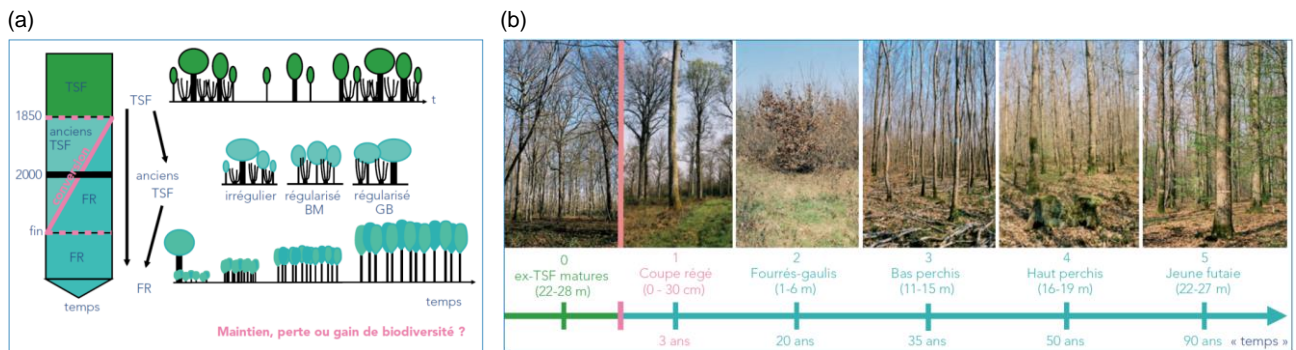 (a)
(b)
TSF
1850
anciens
TSF
conversion
2000
FR
fin
FR
temps
TSF
anciens
TSF
FR
t
irrégulier
régularisé
BM
régularisé
GB
temps
Maintien, perte ou gain de biodiversité ?
0
ex-TSF matures
(22-28 m)
1
Coupe régé
(0 - 30 cm)
2
Fourrés-gaulis
(1-6 m)
3
Bas perchis
(11-15 m)
4
Haut perchis
(16-19 m)
5
Jeune futaie
(22-27 m)
3 ans
20 ans
35 ans
50 ans
90 ans
« temps »